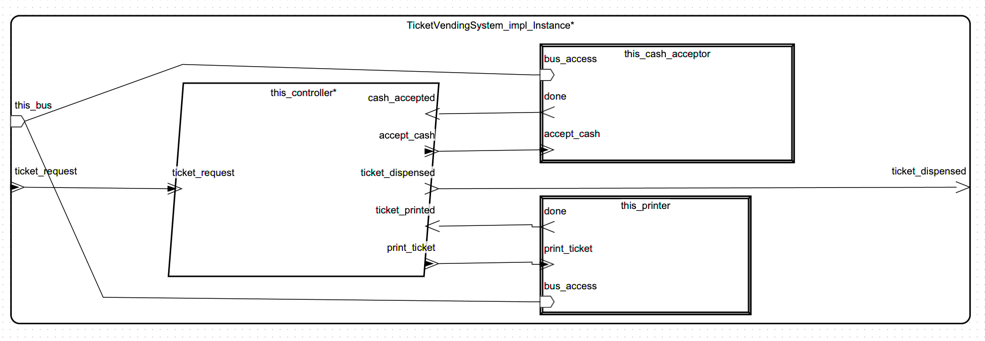 TicketVendingSystem_impl_Instance*
this_bus
ticket_request
this_controller*
ticket_request
cash_accepted
accept_cash
ticket_dispensed
ticket_printed
print_ticket
this_cash_acceptor
bus_access
done
accept_cash
this_printer
done
print_ticket
bus_access
ticket_dispensed